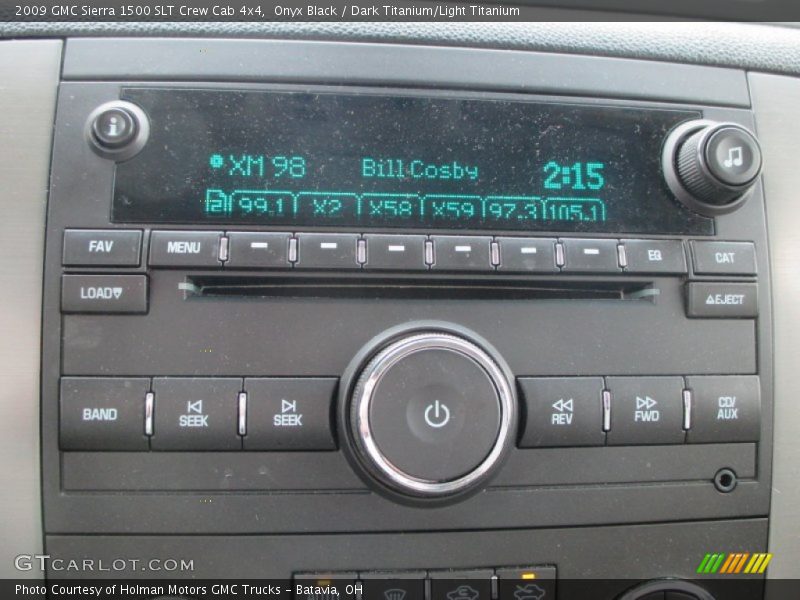 2009 GMC Sierra 1500 SLT Crew Cab 4x4, Onyx Black / Dark Titanium/Light Titanium
XM 98 Bill Cosby 2:15
2 99.1 X2 X58 X59 97.3 105.1
FAV MENU EQ CAT
LOAD EJECT
BAND SEEK SEEK REV FWD CD/AUX
GTCARLOT.COM
Photo Courtesy of Holman Motors GMC Trucks - Batavia, OH